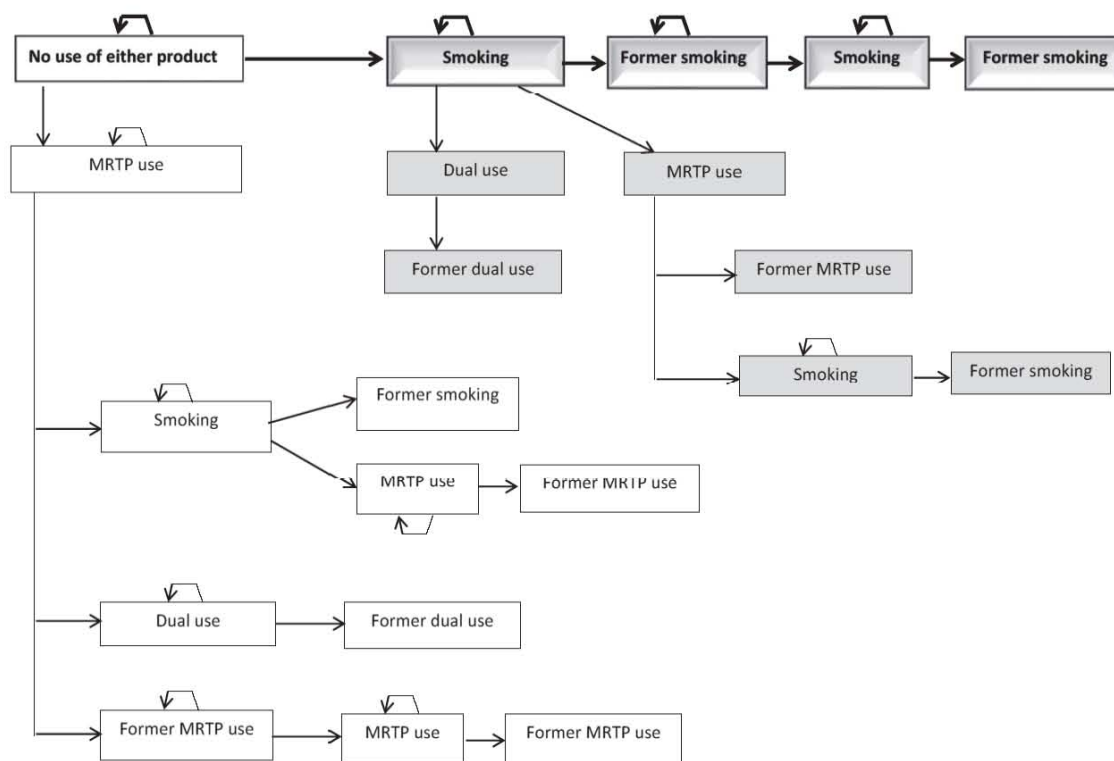 No use of either product
Smoking
Former smoking
Smoking
Former smoking
MRTP use
Dual use
MRTP use
Former dual use
Former MRTP use
Smoking
Former smoking
Smoking
Former smoking
MRTP use
Former MRTP use
Dual use
Former dual use
Former MRTP use
MRTP use
Former MRTP use